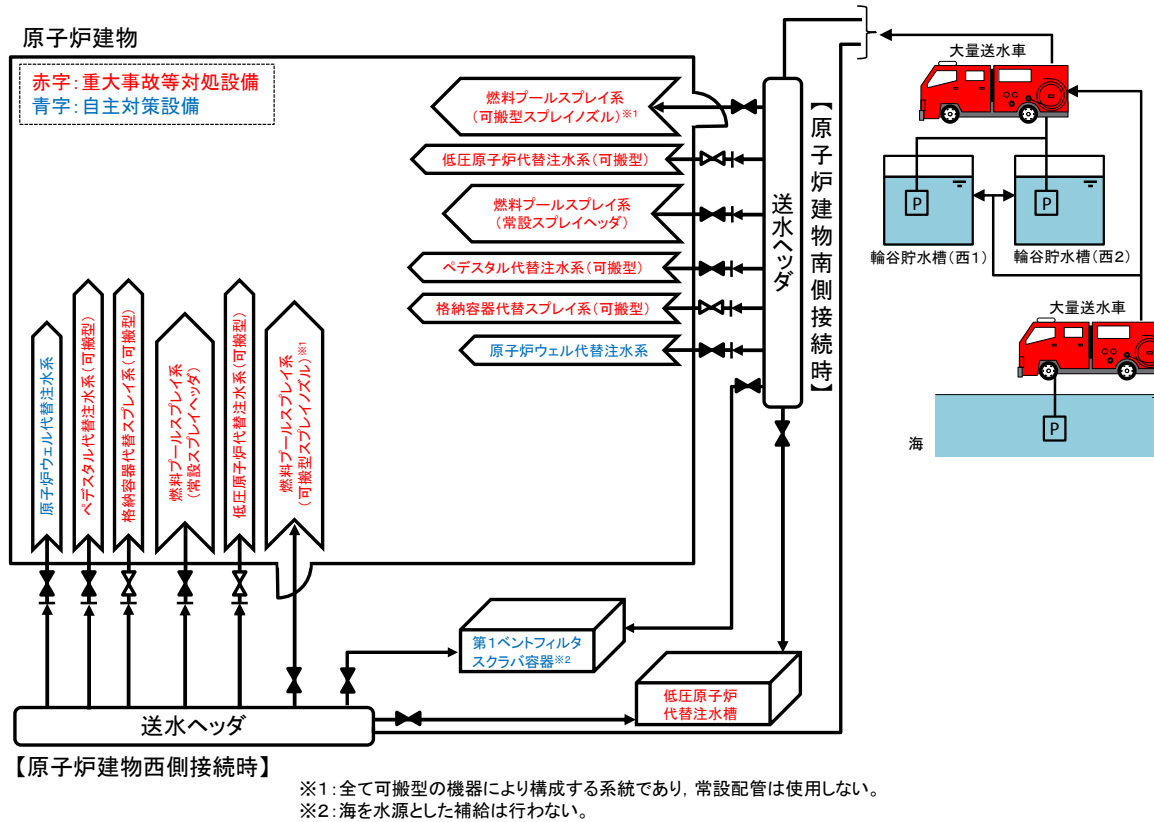 原子炉建物
赤字：重大事故等対処設備
青字：自主対策設備
燃料プールスプレイ系
(可搬型スプレイノズル)※1
低圧原子炉代替注水系(可搬型)
燃料プールスプレイ系
(常設スプレイヘッダ)
ペデスタル代替注水系(可搬型)
格納容器代替スプレイ系(可搬型)
原子炉ウェル代替注水系
送水ヘッダ
【原子炉建物南側接続時】
大量送水車
P
P
輪谷貯水槽(西1)
輪谷貯水槽(西2)
大量送水車
P
海
原子炉ウェル代替注水系
ペデスタル代替注水系(可搬型)
格納容器代替スプレイ系(可搬型)
燃料プールスプレイ系
(常設スプレイヘッダ)
低圧原子炉代替注水系(可搬型)
燃料プールスプレイ系
(可搬型スプレイノズル)※1
第1ベントフィルタ
スクラバ容器※2
低圧原子炉
代替注水槽
送水ヘッダ
【原子炉建物西側接続時】
※1：全て可搬型の機器により構成する系統であり，常設配管は使用しない。
※2：海を水源とした補給は行わない。